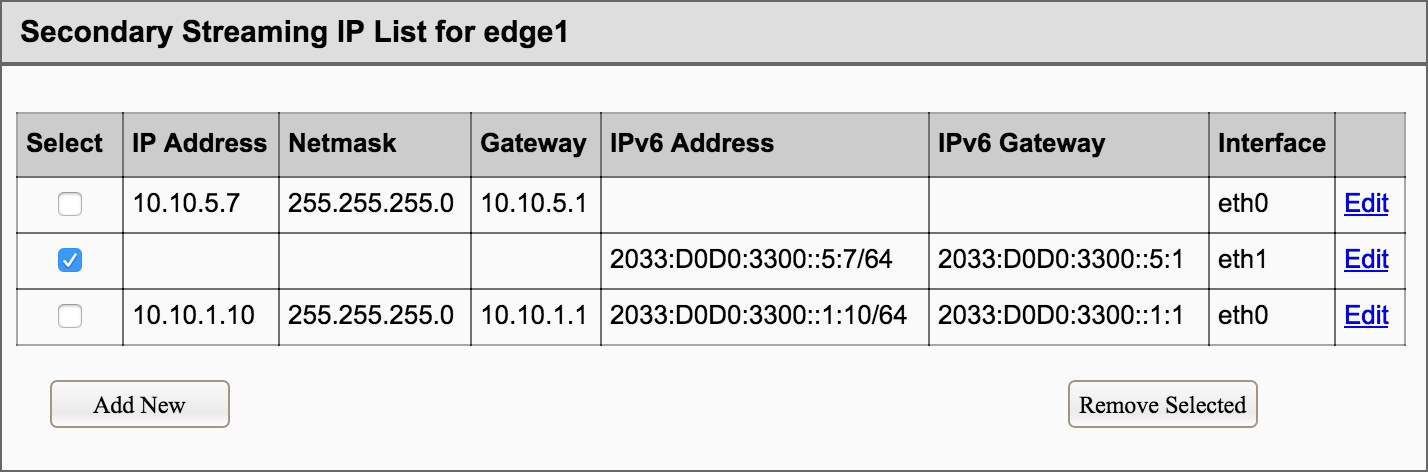 Secondary Streaming IP List for edge1
Select IP Address Netmask Gateway IPv6 Address IPv6 Gateway Interface
10.10.5.7 255.255.255.0 10.10.5.1 eth0 Edit
2033:D0D0:3300::5:7/64 2033:D0D0:3300::5:1 eth1 Edit
10.10.1.10 255.255.255.0 10.10.1.1 2033:D0D0:3300::1:10/64 2033:D0D0:3300::1:1 eth0 Edit
Add New Remove Selected